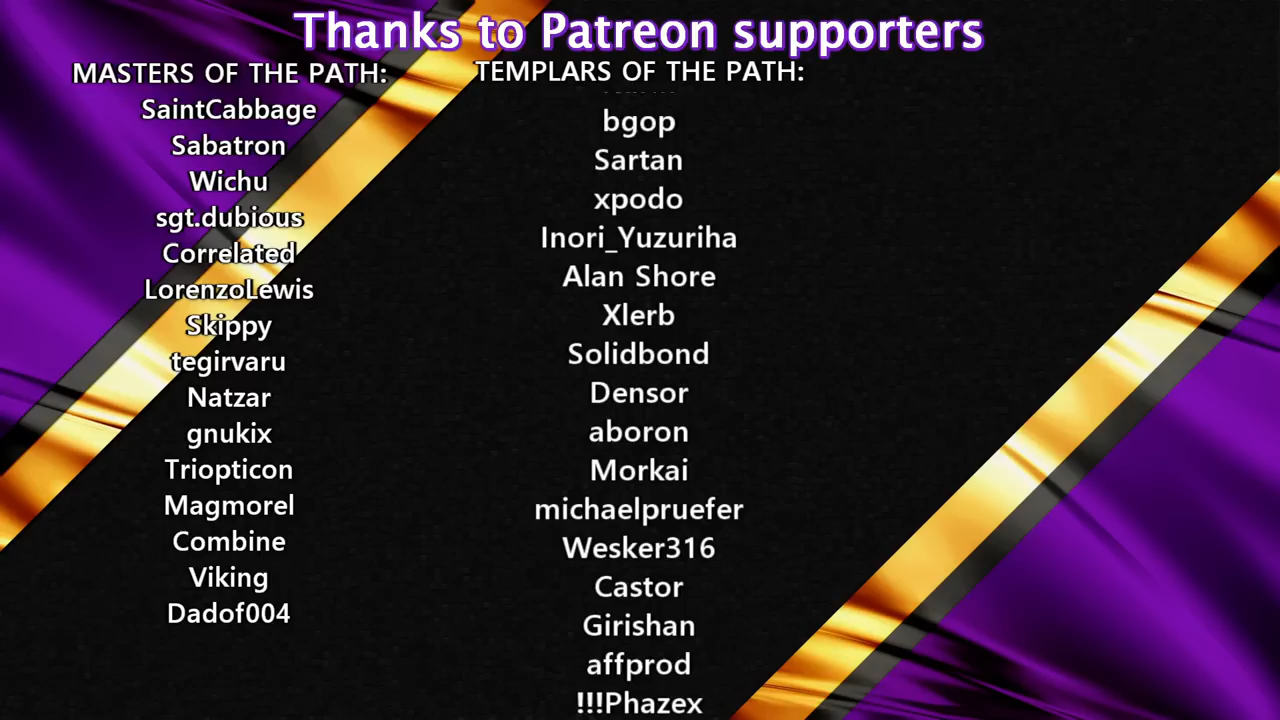 Thanks to Patreon supporters
MASTERS OF THE PATH:
SaintCabbage
Sabatron
Wichu
sgt.dubious
Correlated
LorenzoLewis
Skippy
tegirvaru
Natzar
gnukix
Triopticon
Magmorel
Combine
Viking
Dadof004
TEMPLARS OF THE PATH:
bgop
Sartan
xpodo
Inori_Yuzuriha
Alan Shore
Xlerb
Solidbond
Densor
aboron
Morkai
michaelpruefer
Wesker316
Castor
Girishan
affprod
!!!Phazex